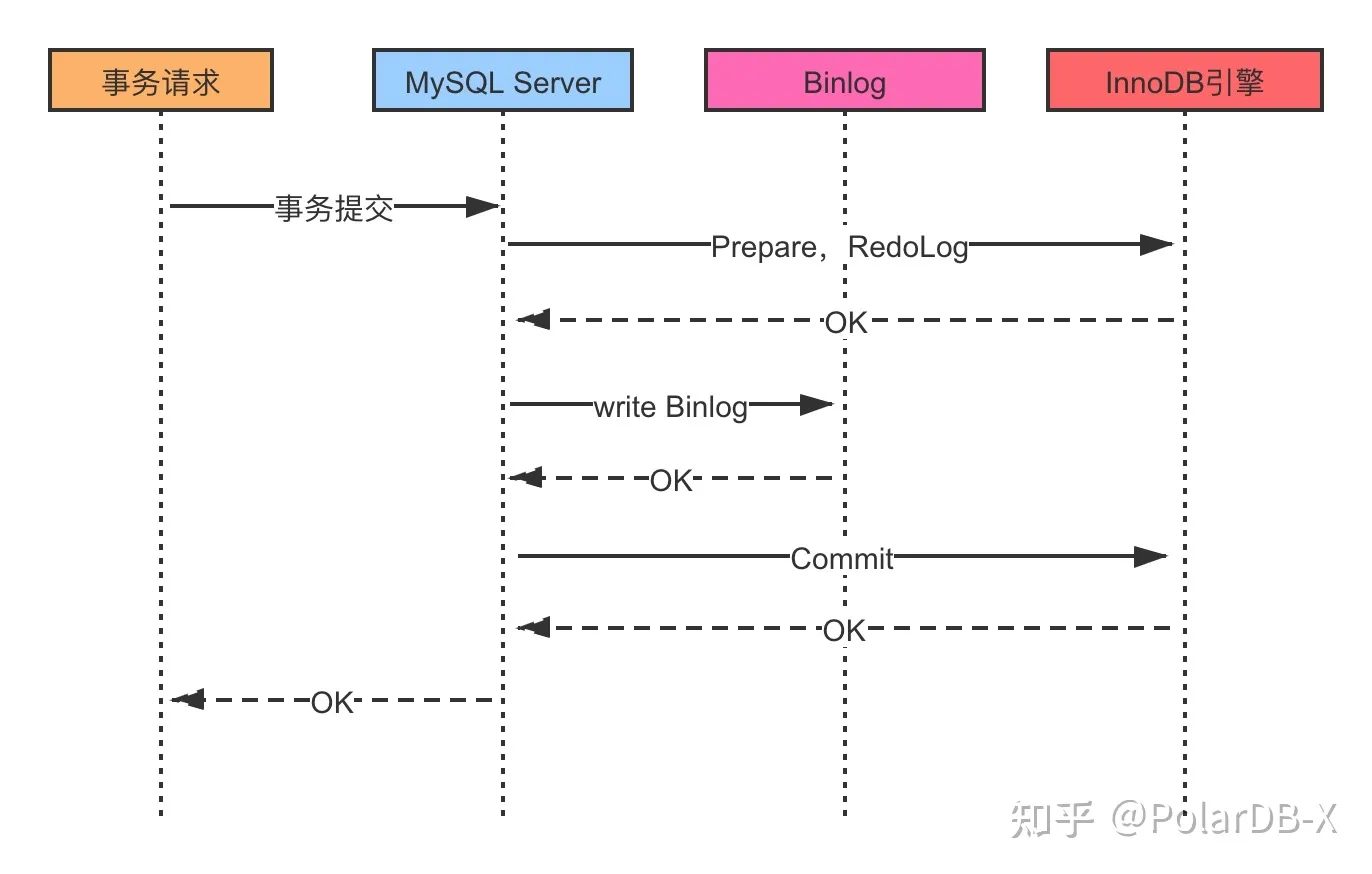 事务请求
MySQL Server
Binlog
InnoDB引擎
事务提交
Prepare，RedoLog
OK
write Binlog
OK
Commit
OK
OK
知乎 @PolarDB-X